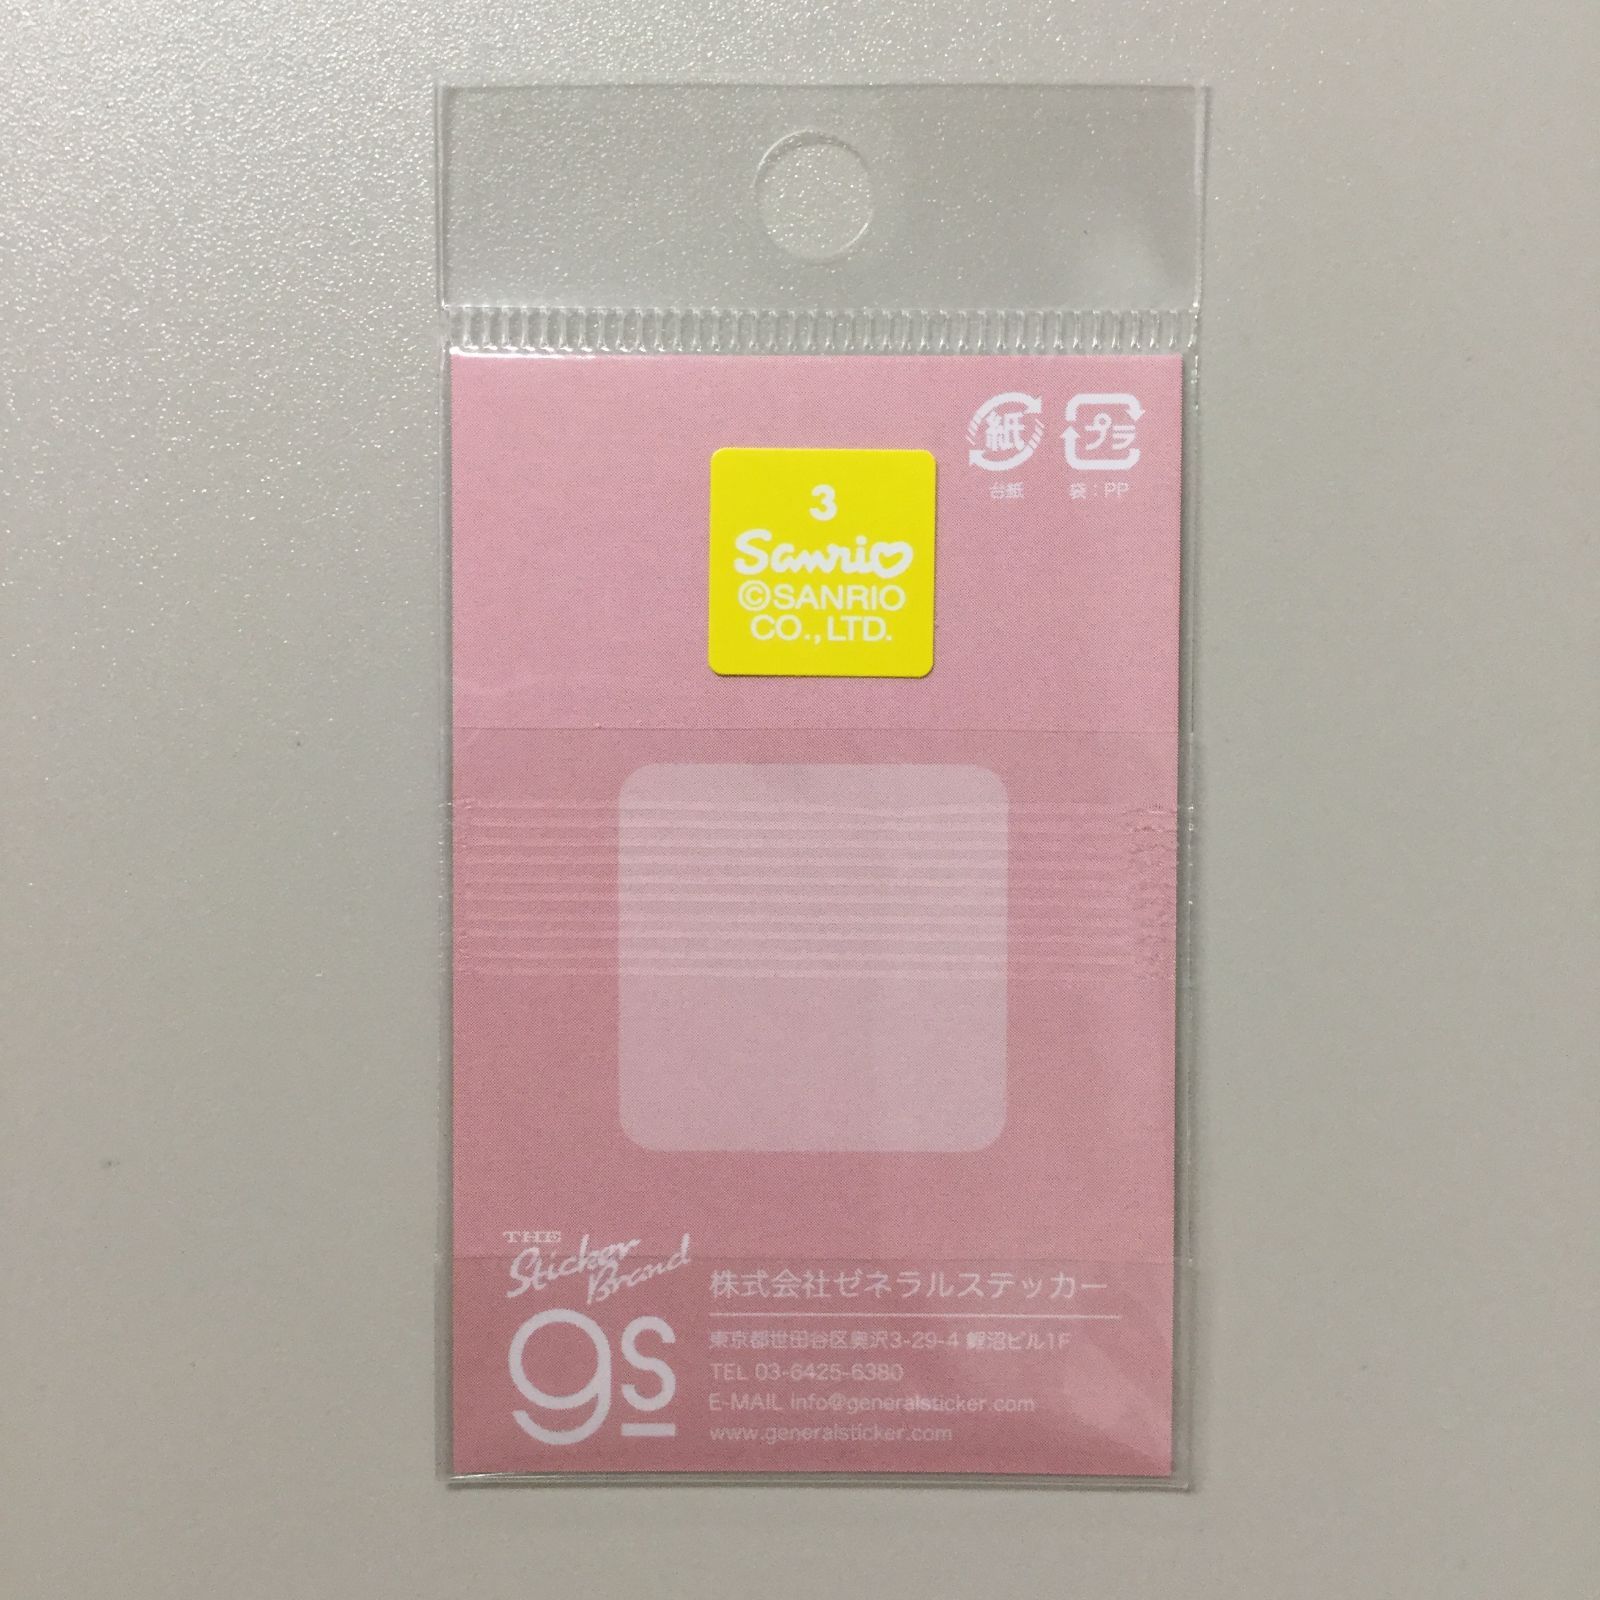 紙 プラ
台紙 袋：PP
3
Sanrio
©SANRIO
CO.,LTD.
THE
Sticker
Brand
gs
株式会社ゼネラルステッカー
東京都世田谷区奥沢3-29-4 鯉沼ビル1F
TEL 03-6425-6380
E-MAIL info@generalsticker.com
www.generalsticker.com